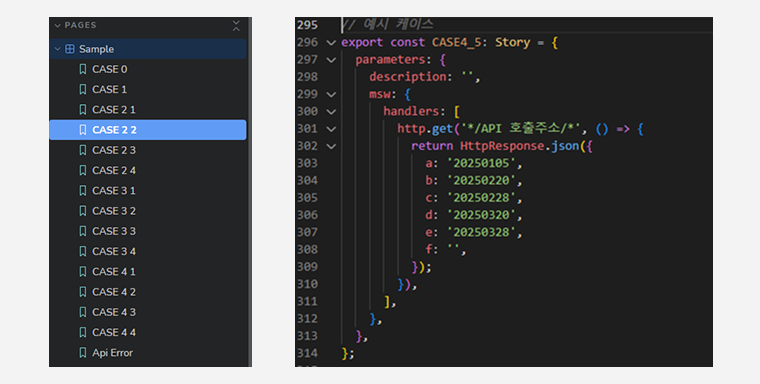 PAGES
Sample
CASE 0
CASE 1
CASE 2 1
CASE 2 2
CASE 2 3
CASE 2 4
CASE 3 1
CASE 3 2
CASE 3 3
CASE 3 4
CASE 4 1
CASE 4 2
CASE 4 3
CASE 4 4
Api Error
295 // 예시 케이스
296 export const CASE4_5: Story = {
297 parameters: {
298 description: '',
299 msw: {
300 handlers: [
301 http.get('*/API 호출주소/*', () => {
302 return HttpResponse.json({
303 a: '20250105',
304 b: '20250220',
305 c: '20250228',
306 d: '20250320',
307 e: '20250328',
308 f: '',
309 });
310 }),
311 ],
312 },
313 },
314 };